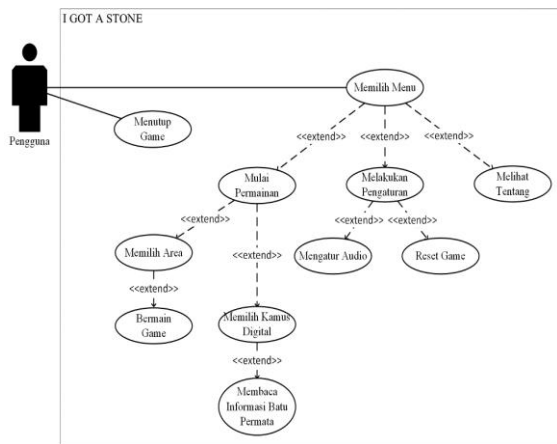 I GOT A STONE
Pengguna
Memilih Menu
Menutup
Game
<<extend>>
<<extend>>
<<extend>>
Mulai
Permainan
Melakukan
Pengaturan
Melihat
Tentang
<<extend>>
<<extend>>
<<extend>>
<<extend>>
Memilih Area
Mengatur Audio
Reset Game
<<extend>>
Bermain
Game
Memilih Kamus
Digital
<<extend>>
Membaca
Informasi Batu
Permata